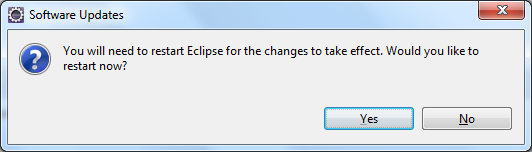 Software Updates
You will need to restart Eclipse for the changes to take effect. Would you like to
restart now?
Yes
No